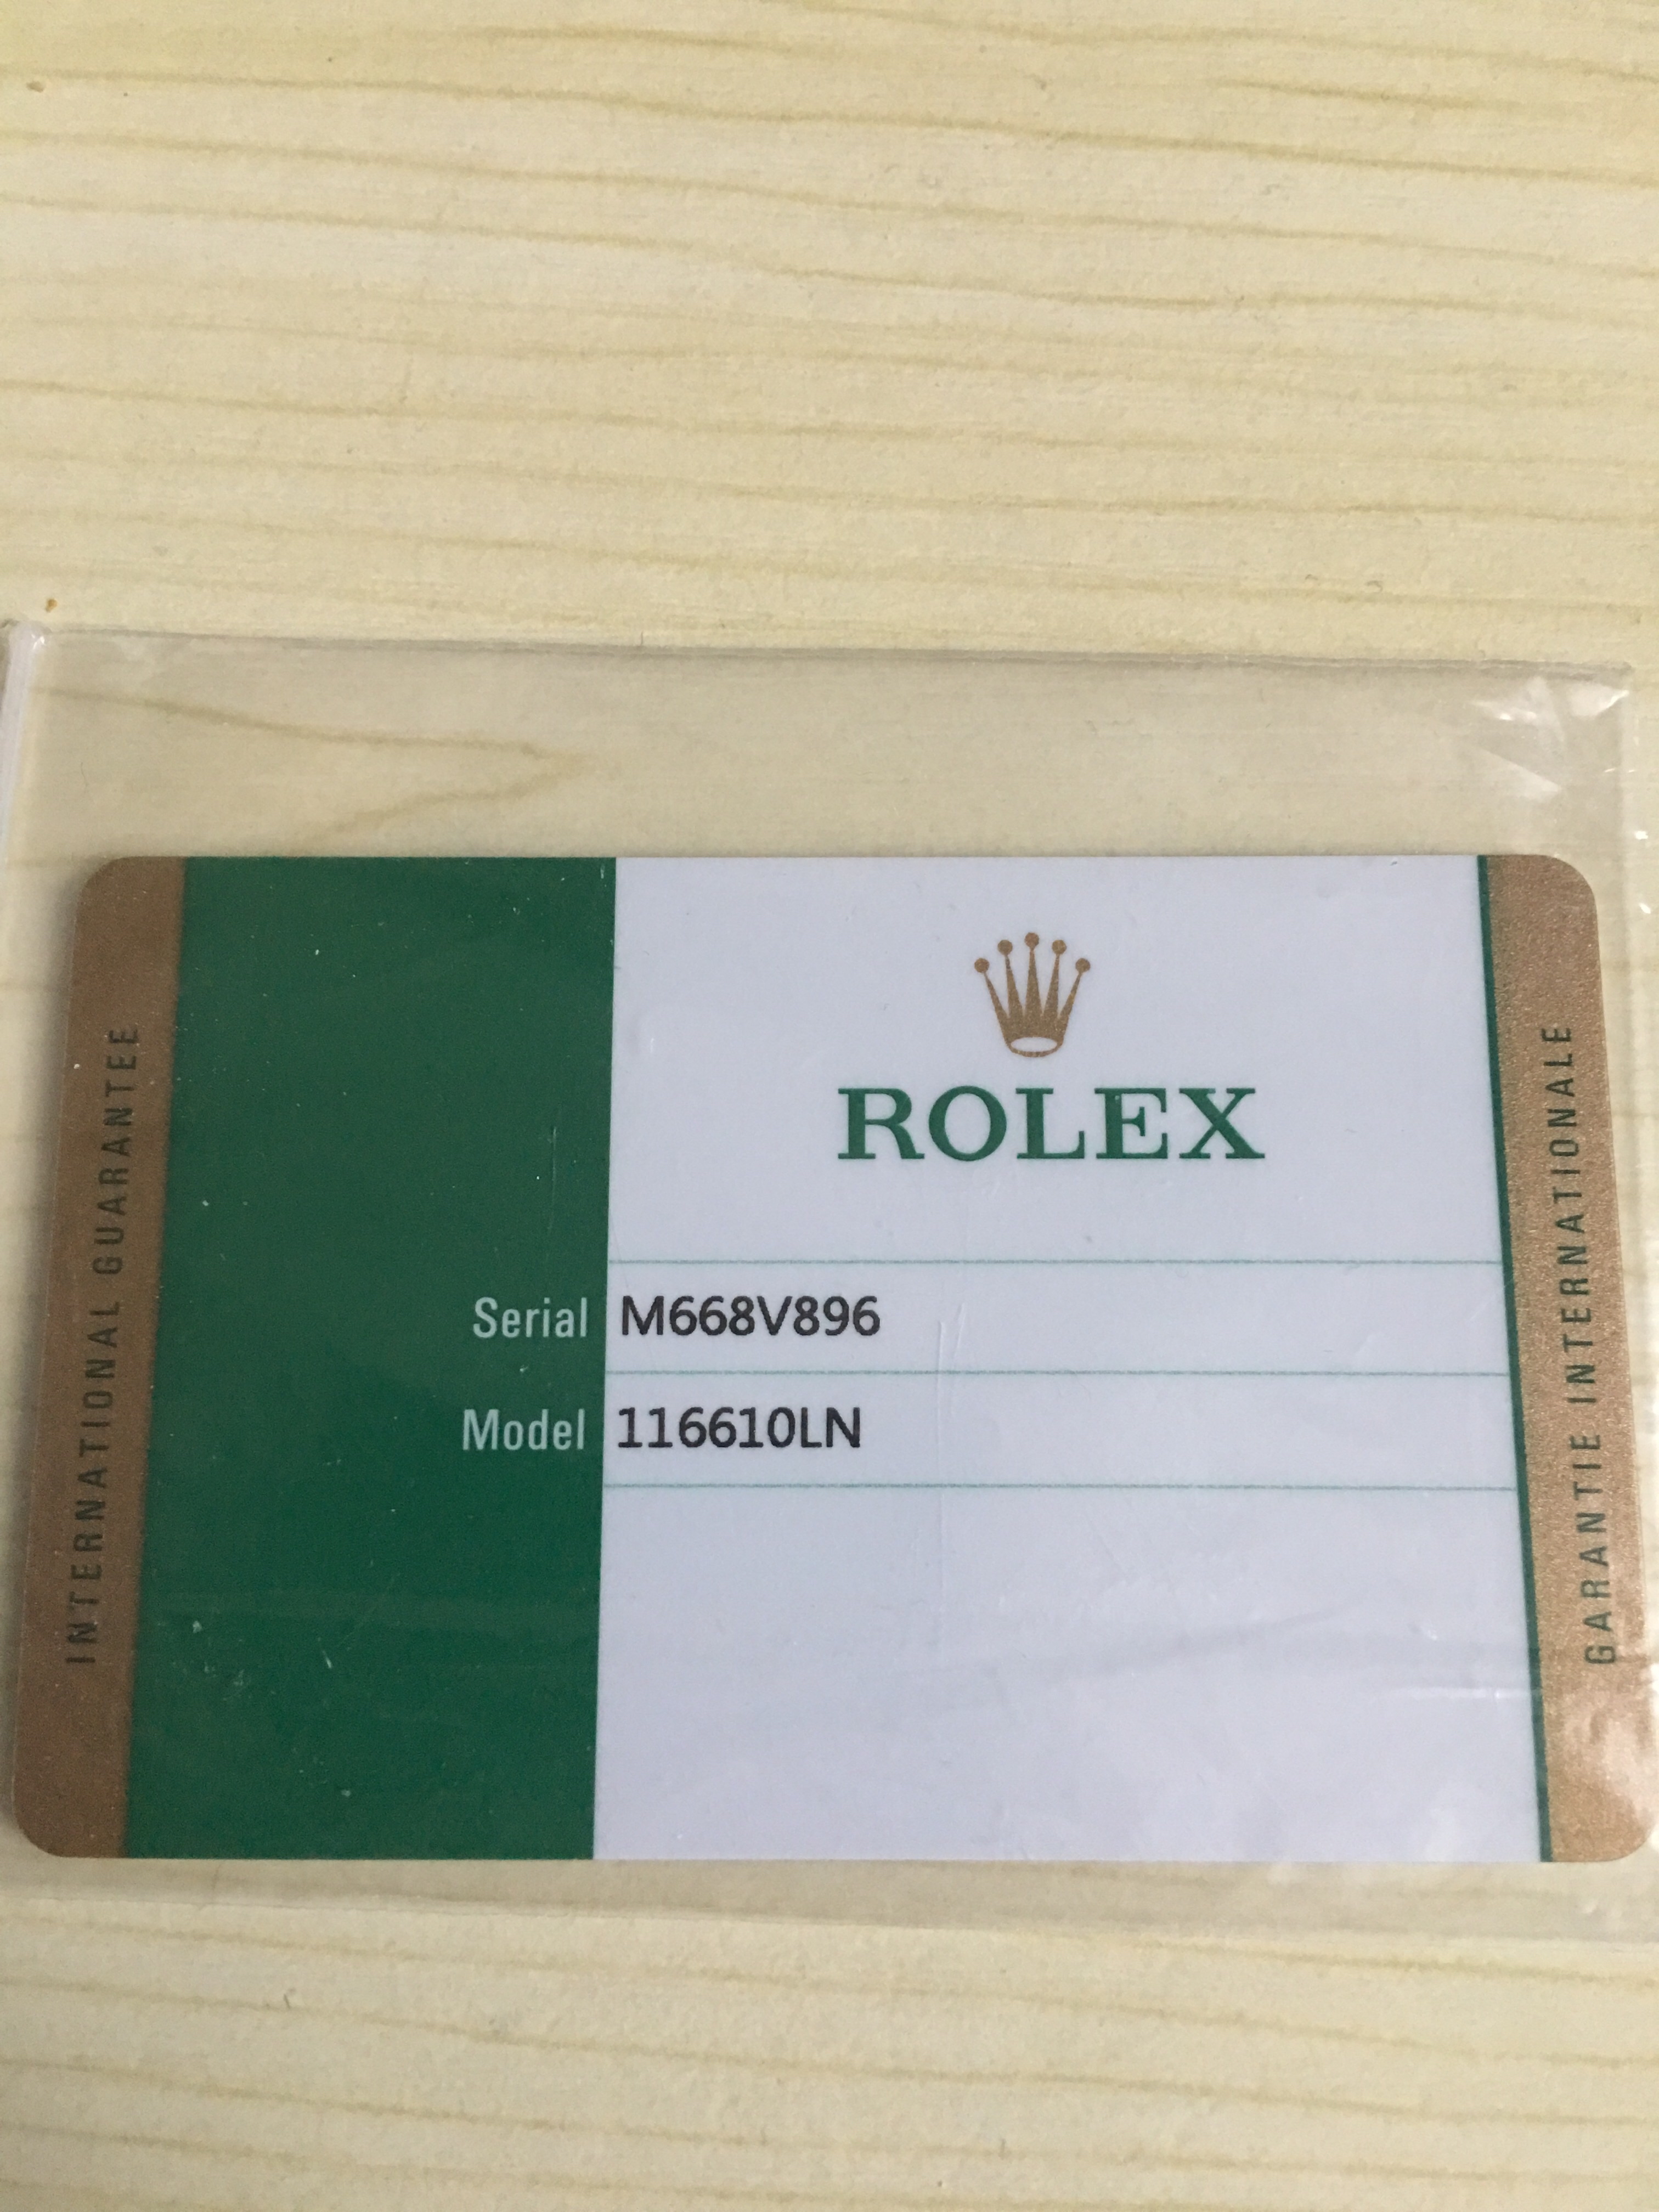 INTERNATIONAL GUARANTEE
ROLEX
Serial M668V896
Model 116610LN
GARANTIE INTERNATIONALE